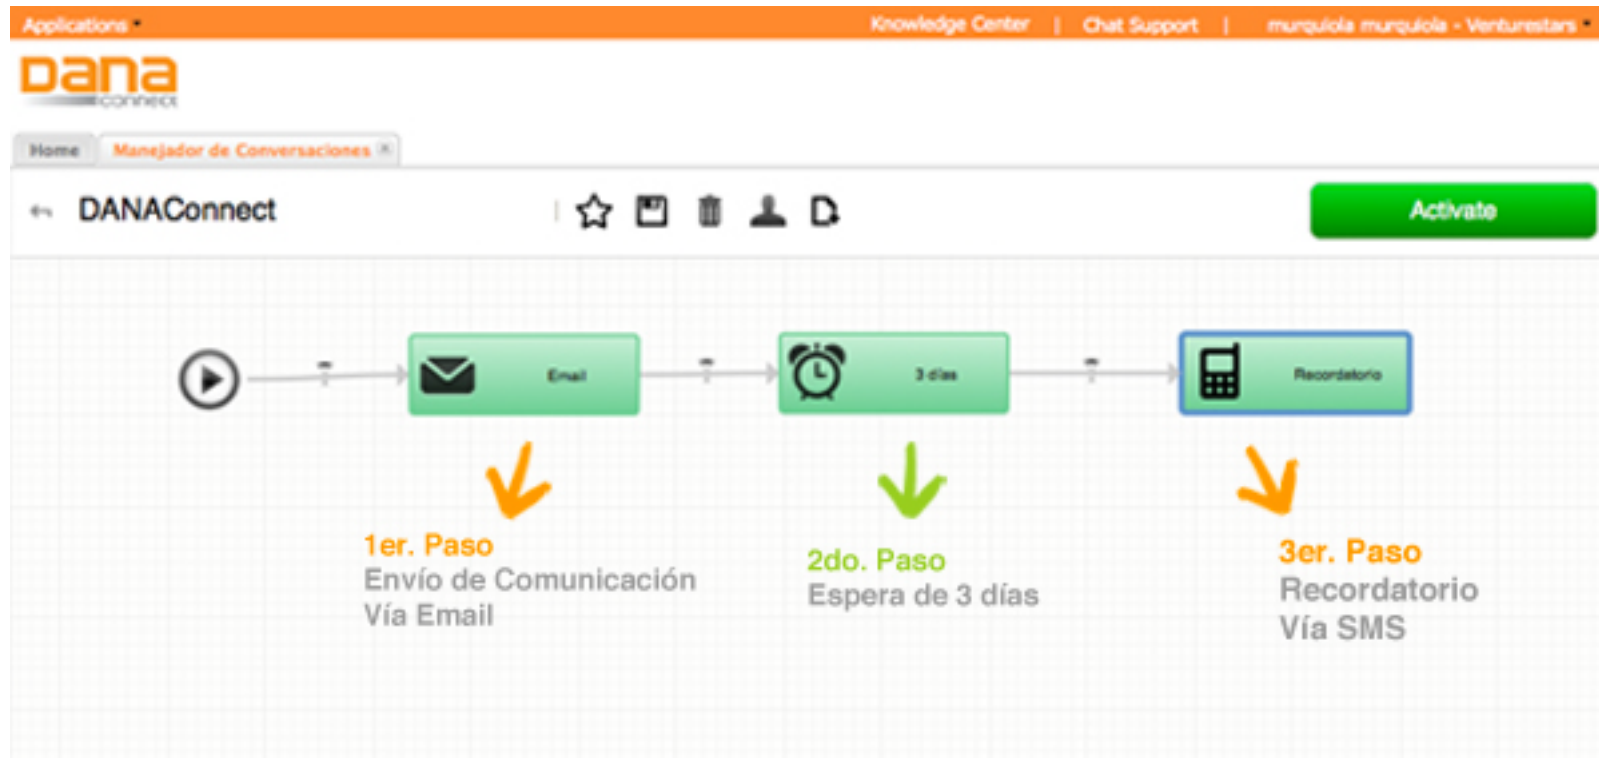 Applications
Knowledge Center | Chat Support | murquiola murquiola - Venturestars
Dana
connect
Home
Manejador de Conversaciones
DANAConnect
Activate
Email
3 días
Recordatorio
1er. Paso
Envío de Comunicación
Vía Email
2do. Paso
Espera de 3 días
3er. Paso
Recordatorio
Vía SMS